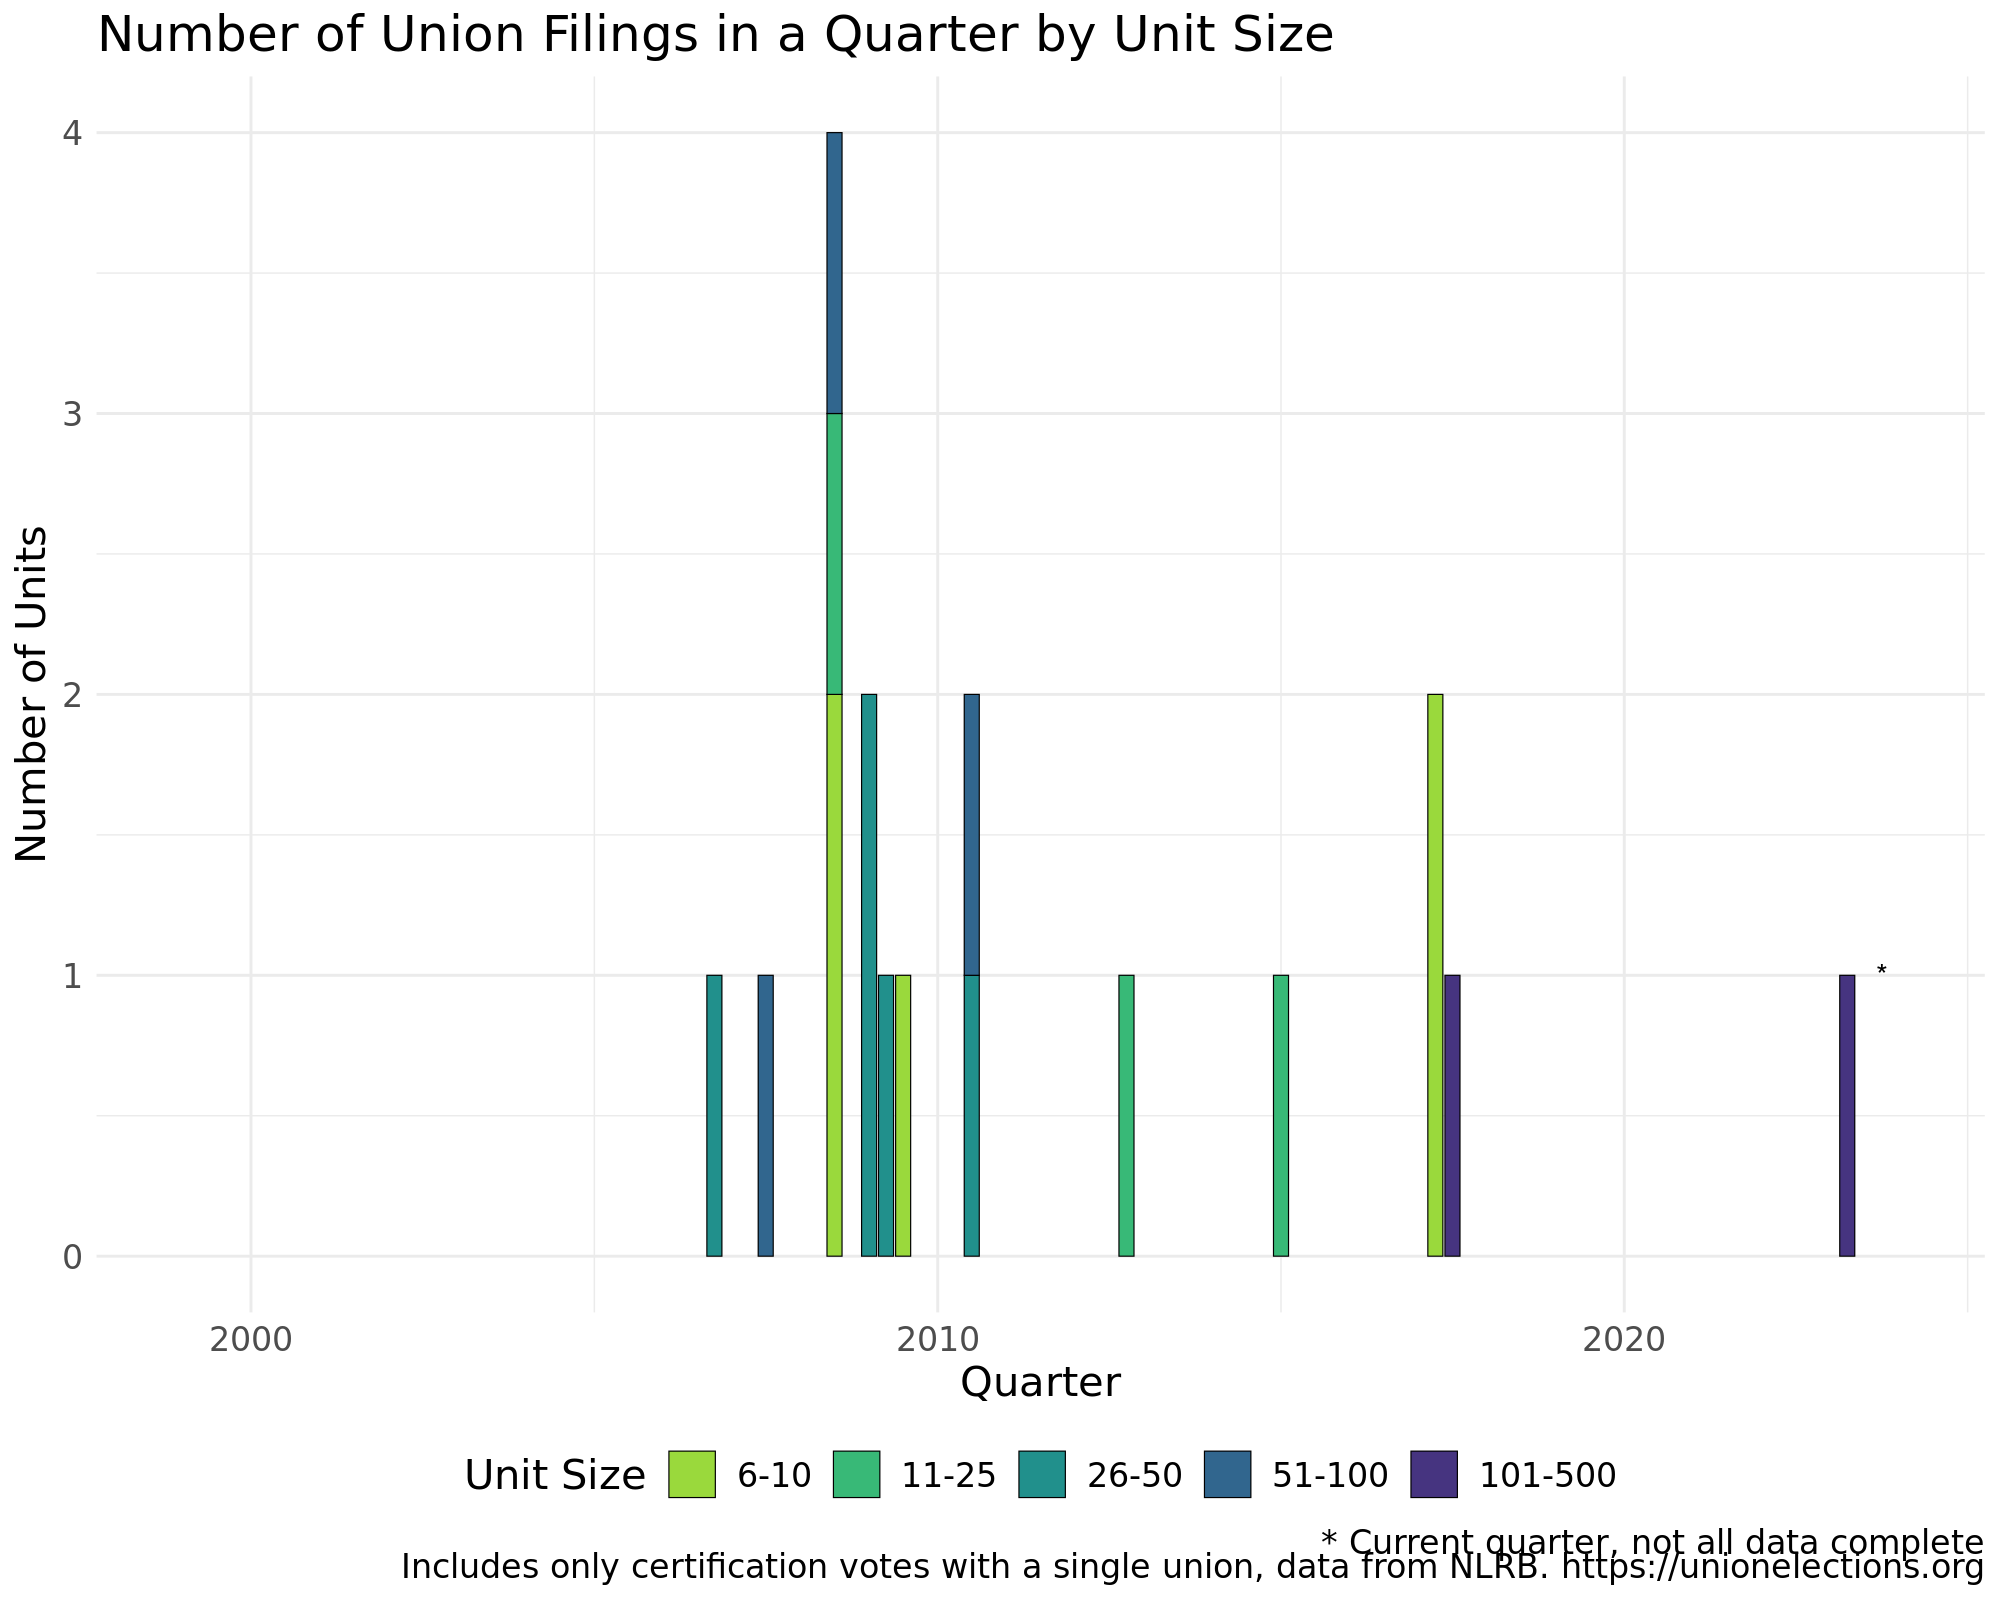 Number of Union Filings in a Quarter by Unit Size
Number of Units
4
3
2
1
0
*
2000 2010 2020
Quarter
Unit Size 6-10 11-25 26-50 51-100 101-500
* Current quarter, not all data complete
Includes only certification votes with a single union, data from NLRB. https://unionelections.org